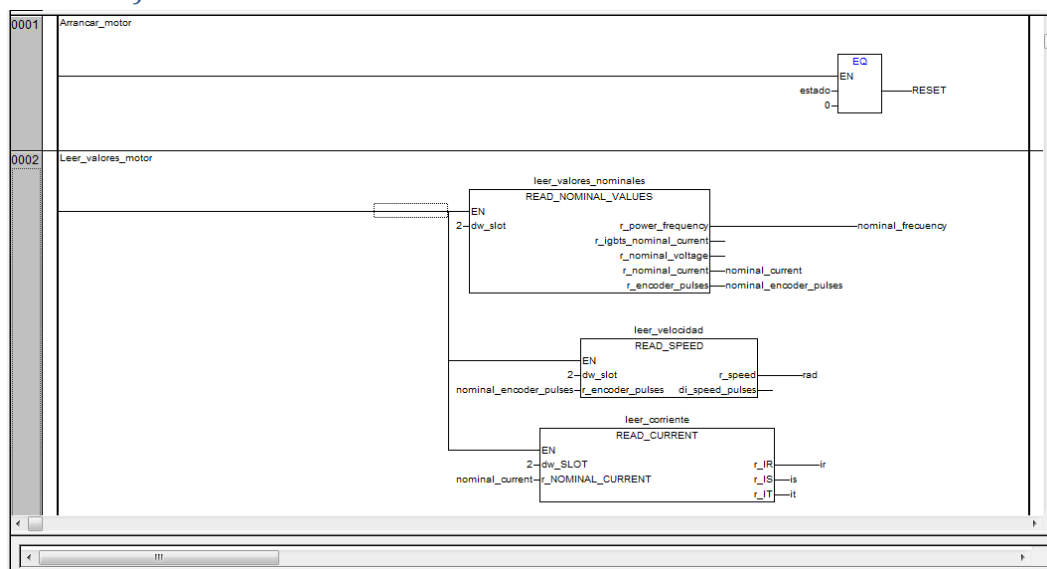 0001
Arrancar_motor
EQ
EN
estado
RESET
0
0002
Leer_valores_motor
leer_valores_nominales
READ_NOMINAL_VALUES
EN
2 dw_slot r_power_frequency nominal_frecuency
r_igbts_nominal_current
r_nominal_voltage
r_nominal_current nominal_current
r_encoder_pulses nominal_encoder_pulses
leer_velocidad
READ_SPEED
EN
2 dw_slot r_speed rad
nominal_encoder_pulses r_encoder_pulses di_speed_pulses
leer_corriente
READ_CURRENT
EN
2 dw_SLOT r_IR ir
nominal_current r_NOMINAL_CURRENT r_IS is
r_IT it